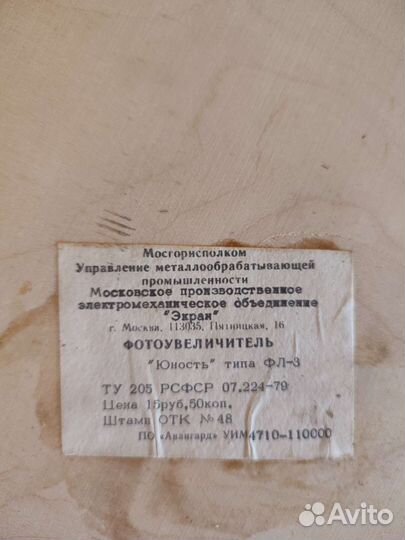 Мосгорисполком
Управление металлообрабатывающей
промышленности
Московское производственное
электромеханическое объединение
"Экран"
г. Москва, 113035, Пятницкая, 16
ФОТОУВЕЛИЧИТЕЛЬ
"Юность" типа ФЛ-3
ТУ 205 РСФСР 07.224-79
Цена 15руб,50коп.
Штамп ОТК №48
ПО «Авангард» УИМ4710-110000
Avito